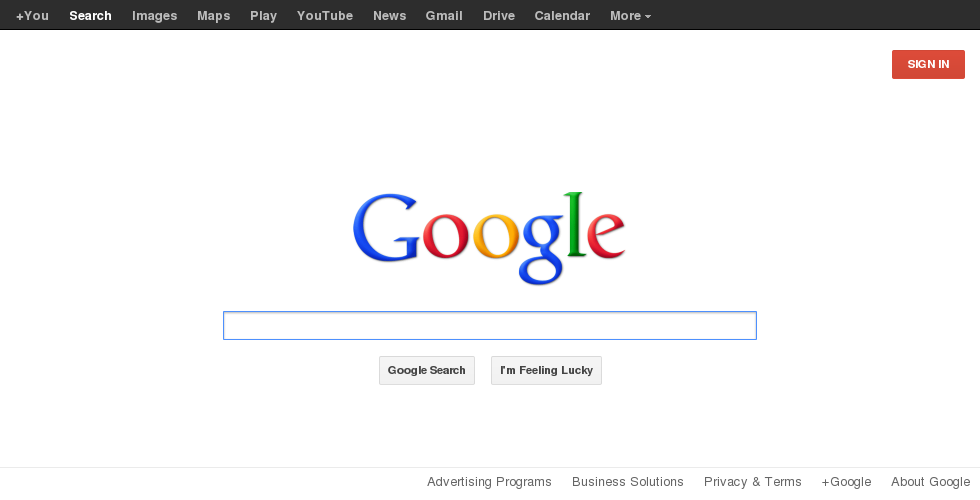 +You Search Images Maps Play YouTube News Gmail Drive Calendar More
SIGN IN
Google
Google Search I'm Feeling Lucky
Advertising Programs Business Solutions Privacy & Terms +Google About Google